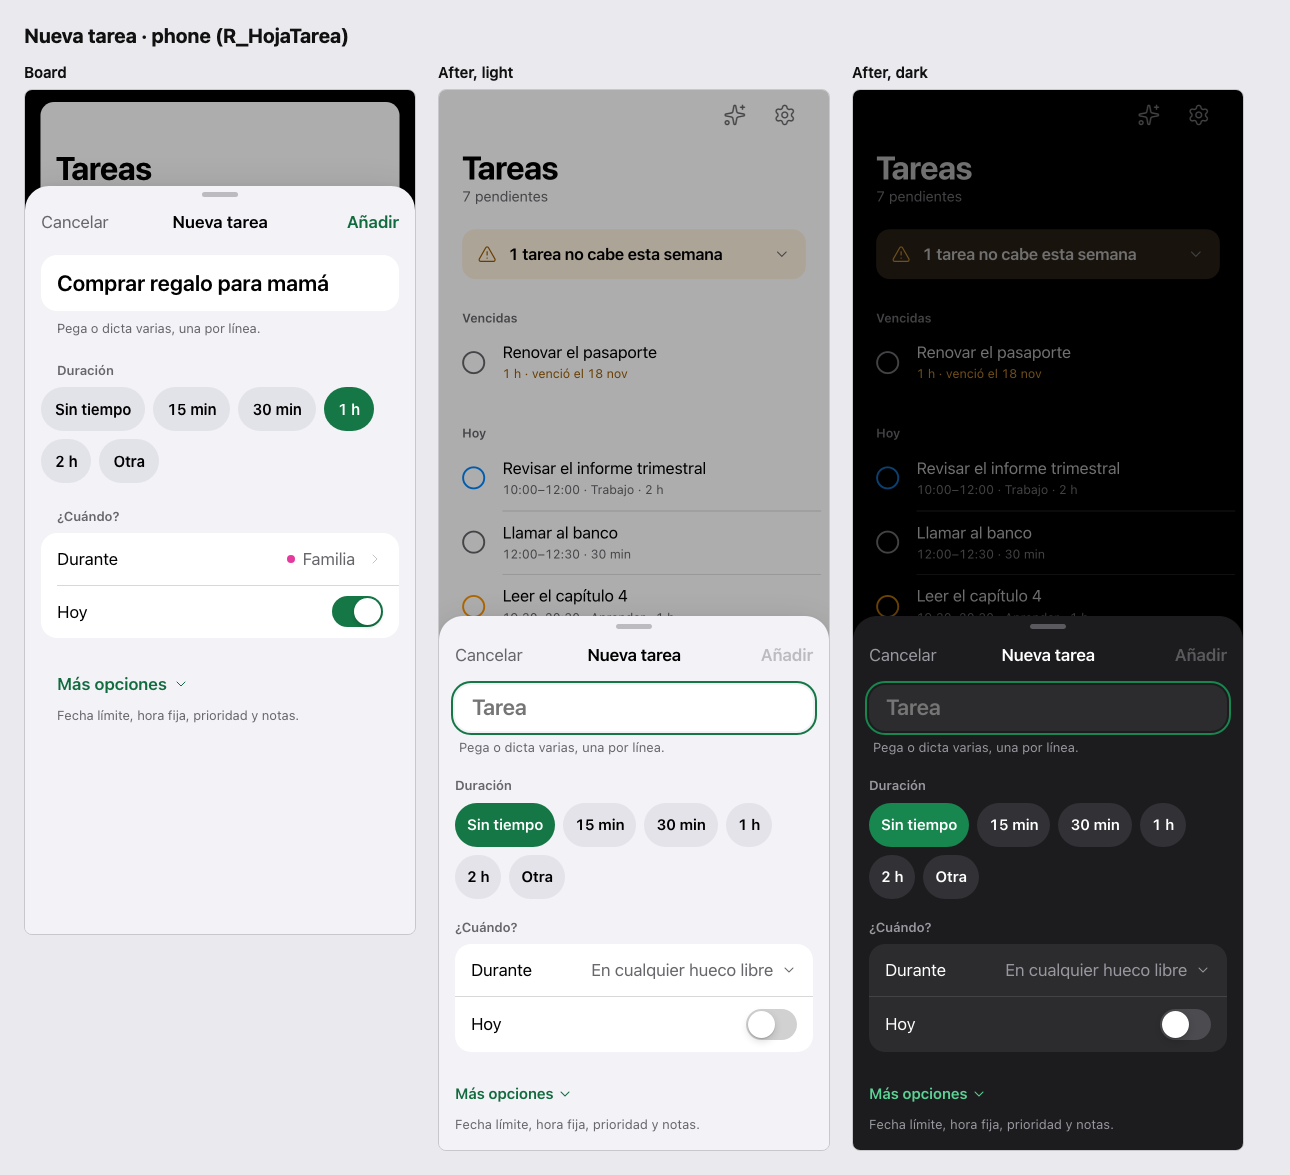 Nueva tarea · phone (R_HojaTarea)
Board
Tareas
Cancelar
Nueva tarea
Añadir
Comprar regalo para mamá
Pega o dicta varias, una por línea.
Duración
Sin tiempo
15 min
30 min
1 h
2 h
Otra
¿Cuándo?
Durante
Familia
Hoy
Más opciones
Fecha límite, hora fija, prioridad y notas.
After, light
Tareas
7 pendientes
1 tarea no cabe esta semana
Vencidas
Renovar el pasaporte
1 h · venció el 18 nov
Hoy
Revisar el informe trimestral
10:00–12:00 · Trabajo · 2 h
Llamar al banco
12:00–12:30 · 30 min
Leer el capítulo 4
Cancelar
Nueva tarea
Añadir
Tarea
Pega o dicta varias, una por línea.
Duración
Sin tiempo
15 min
30 min
1 h
2 h
Otra
¿Cuándo?
Durante
En cualquier hueco libre
Hoy
Más opciones
Fecha límite, hora fija, prioridad y notas.
After, dark
Tareas
7 pendientes
1 tarea no cabe esta semana
Vencidas
Renovar el pasaporte
1 h · venció el 18 nov
Hoy
Revisar el informe trimestral
10:00–12:00 · Trabajo · 2 h
Llamar al banco
12:00–12:30 · 30 min
Leer el capítulo 4
Cancelar
Nueva tarea
Añadir
Tarea
Pega o dicta varias, una por línea.
Duración
Sin tiempo
15 min
30 min
1 h
2 h
Otra
¿Cuándo?
Durante
En cualquier hueco libre
Hoy
Más opciones
Fecha límite, hora fija, prioridad y notas.